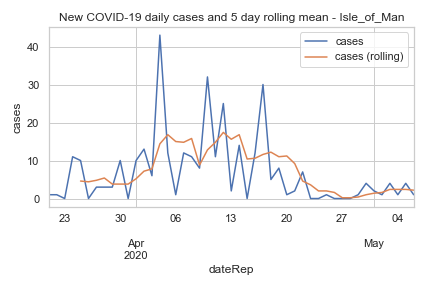 New COVID-19 daily cases and 5 day rolling mean - Isle_of_Man
cases
cases (rolling)
cases
40
30
20
10
0
23 30 06 13 20 27 04
Apr May
2020
dateRep